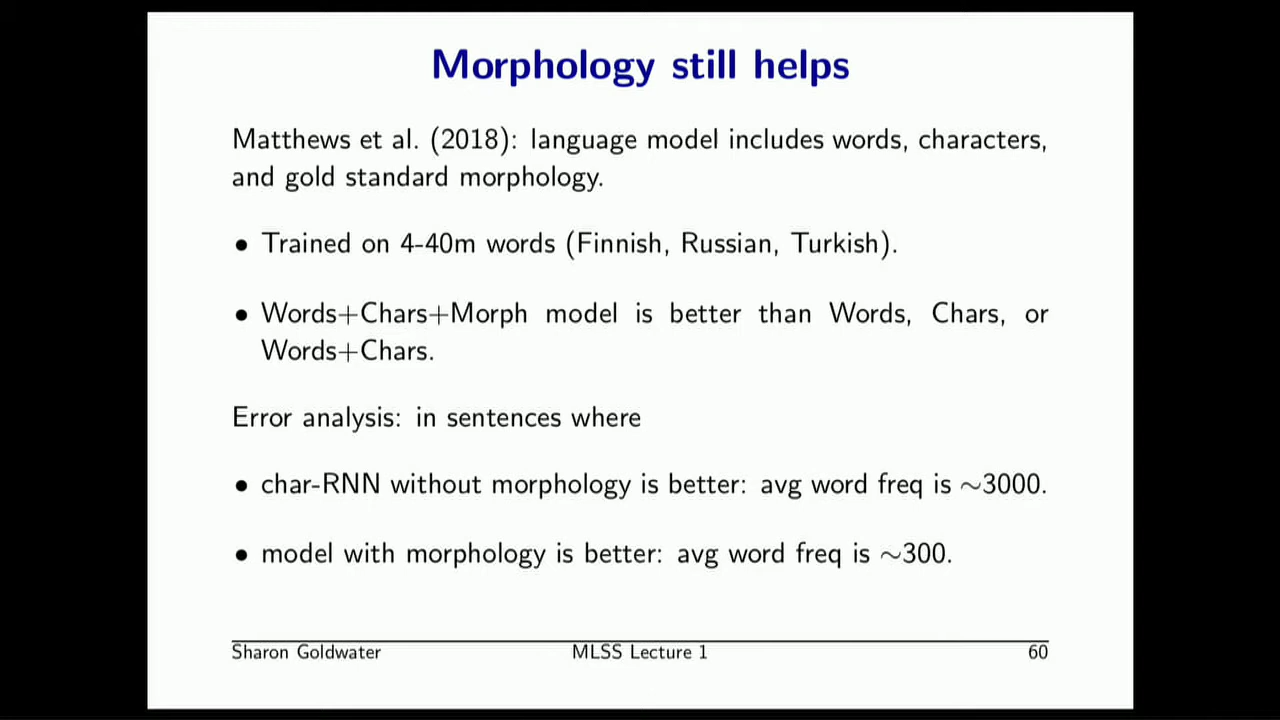 Morphology still helps
Matthews et al. (2018): language model includes words, characters,
and gold standard morphology.
• Trained on 4-40m words (Finnish, Russian, Turkish).
• Words+Chars+Morph model is better than Words, Chars, or
Words+Chars.
Error analysis: in sentences where
• char-RNN without morphology is better: avg word freq is ~3000.
• model with morphology is better: avg word freq is ~300.
Sharon Goldwater MLSS Lecture 1 60